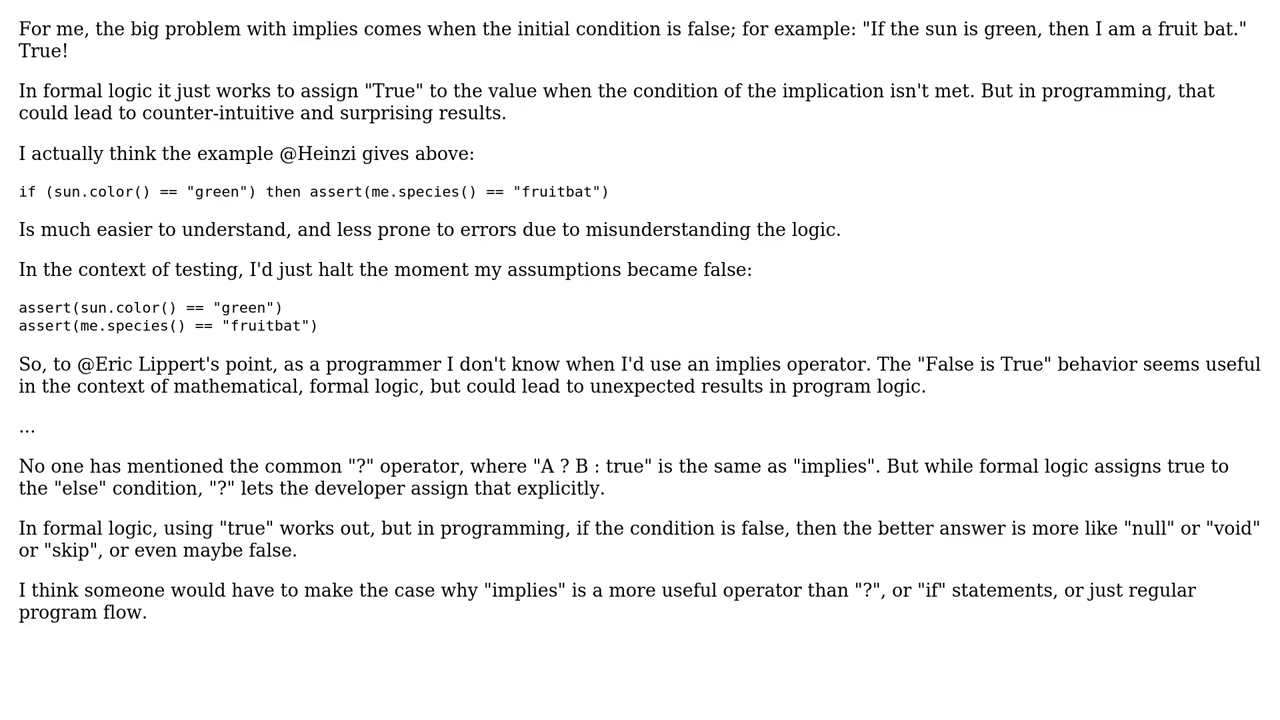 For me, the big problem with implies comes when the initial condition is false; for example: "If the sun is green, then I am a fruit bat."
True!
In formal logic it just works to assign "True" to the value when the condition of the implication isn't met. But in programming, that
could lead to counter-intuitive and surprising results.
I actually think the example @Heinzi gives above:
if (sun.color() == "green") then assert(me.species() == "fruitbat")
Is much easier to understand, and less prone to errors due to misunderstanding the logic.
In the context of testing, I'd just halt the moment my assumptions became false:
assert(sun.color() == "green")
assert(me.species() == "fruitbat")
So, to @Eric Lippert's point, as a programmer I don't know when I'd use an implies operator. The "False is True" behavior seems useful
in the context of mathematical, formal logic, but could lead to unexpected results in program logic.
...
No one has mentioned the common "?" operator, where "A ? B : true" is the same as "implies". But while formal logic assigns true to
the "else" condition, "?" lets the developer assign that explicitly.
In formal logic, using "true" works out, but in programming, if the condition is false, then the better answer is more like "null" or "void"
or "skip", or even maybe false.
I think someone would have to make the case why "implies" is a more useful operator than "?", or "if" statements, or just regular
program flow.